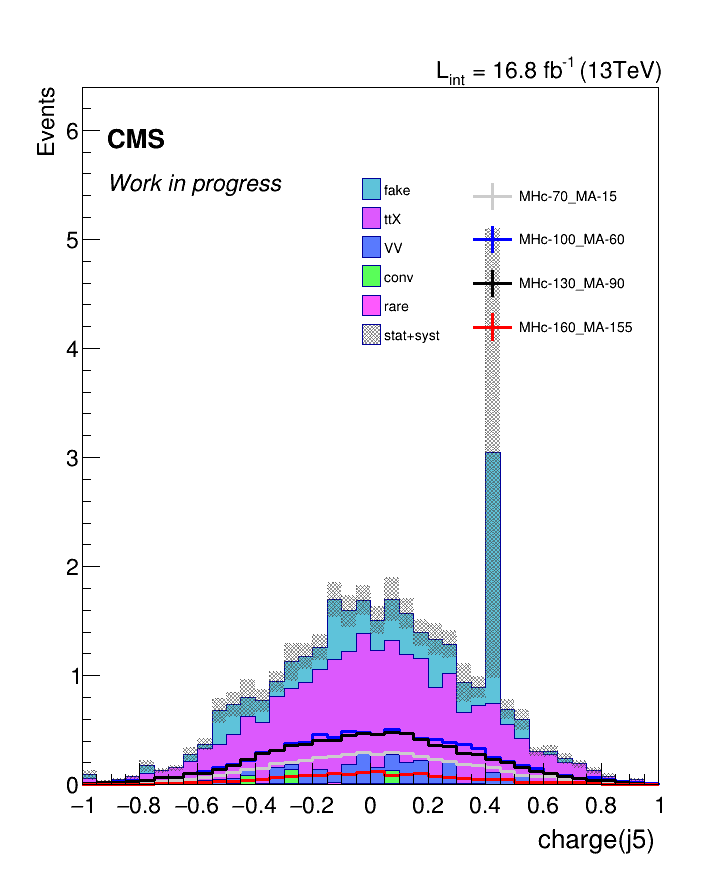 L_int = 16.8 fb^-1 (13TeV)
Events
CMS
Work in progress
fake
ttX
VV
conv
rare
stat+syst
MHc-70_MA-15
MHc-100_MA-60
MHc-130_MA-90
MHc-160_MA-155
6
5
4
3
2
1
0
−1 −0.8 −0.6 −0.4 −0.2 0 0.2 0.4 0.6 0.8 1
charge(j5)